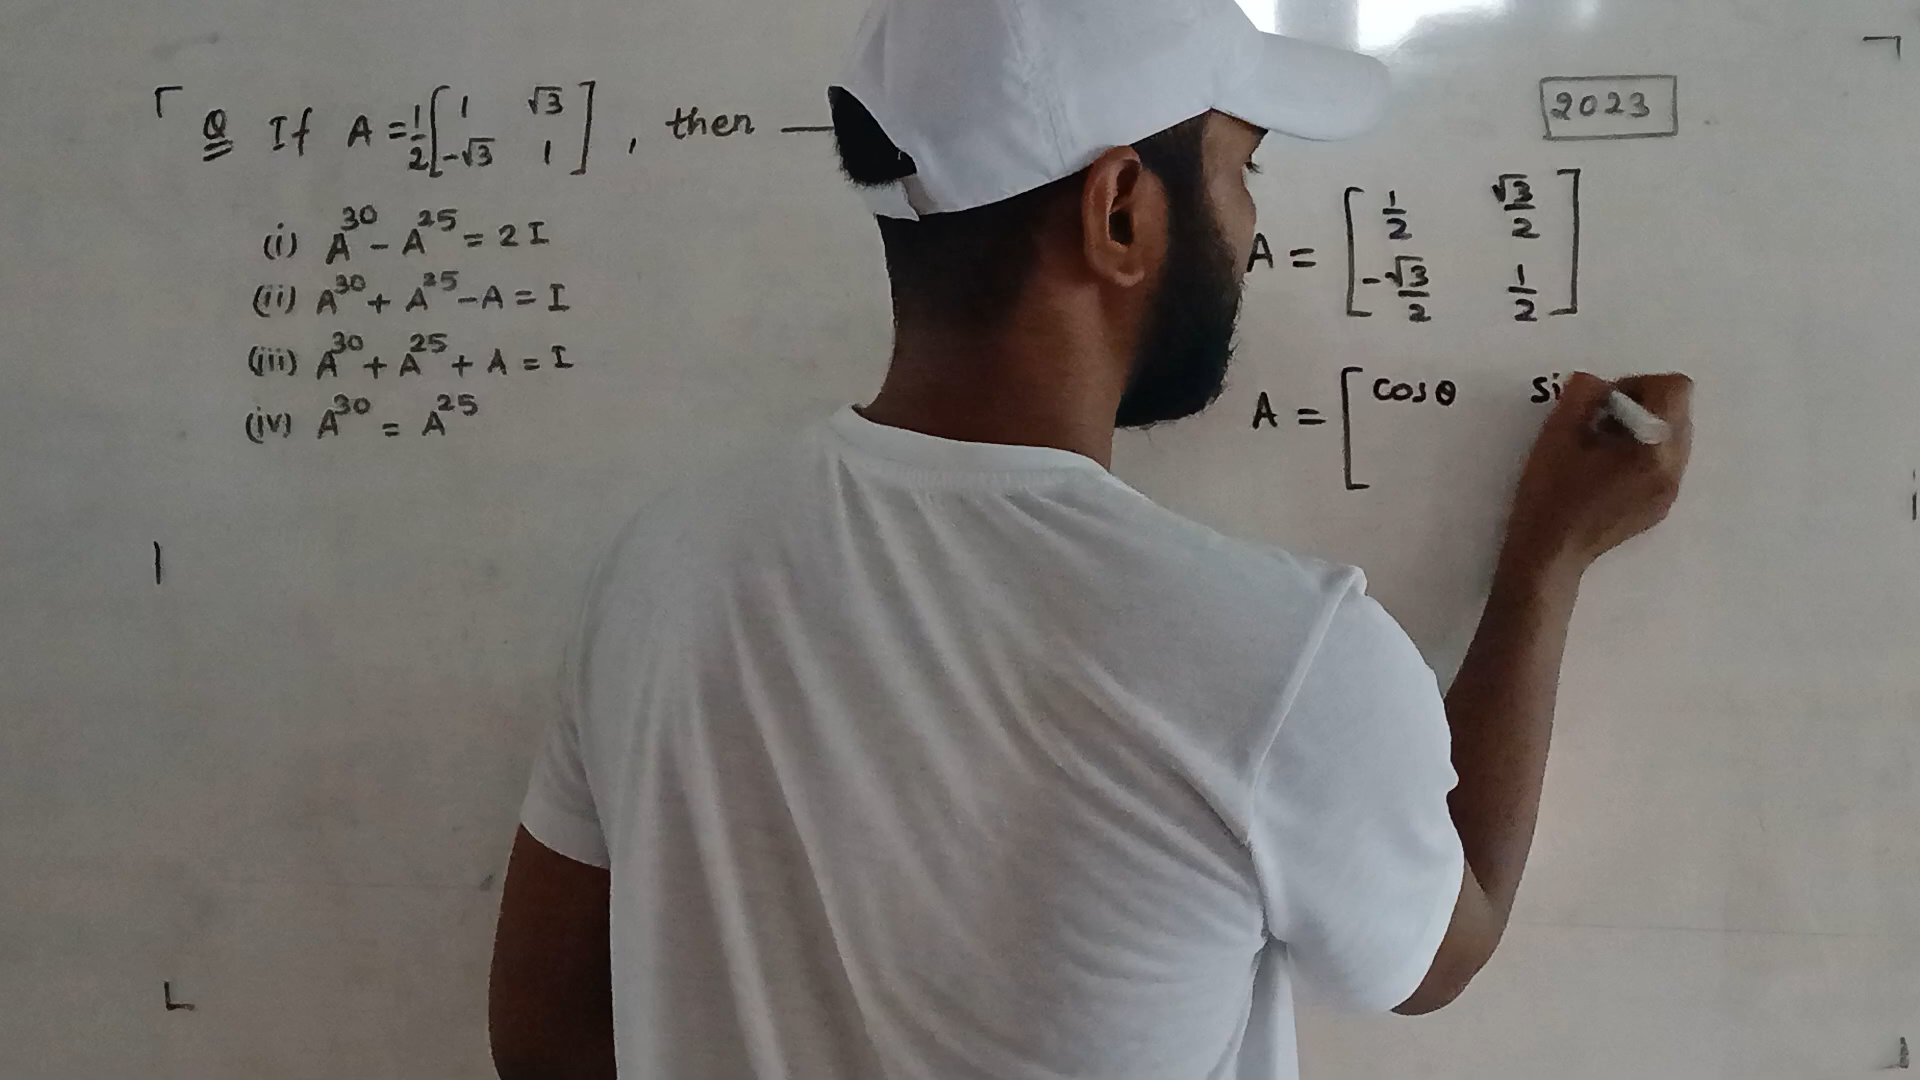 Q If A = 1/2 [ 1 √3 ; -√3 1 ] , then —
(i) A^30 - A^25 = 2I
(ii) A^30 + A^25 - A = I
(iii) A^30 + A^25 + A = I
(iv) A^30 = A^25
2023
A = [ 1/2 √3/2 ; -√3/2 1/2 ]
A = [ cosθ si